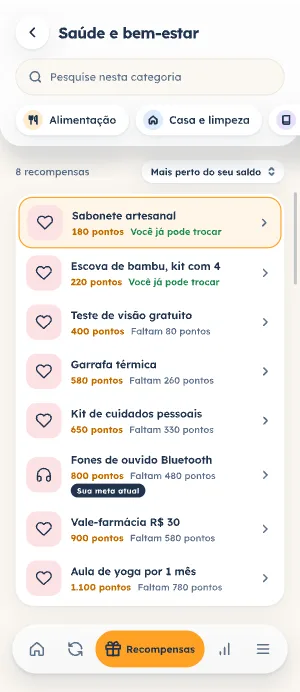 Saúde e bem-estar
Pesquise nesta categoria
Alimentação
Casa e limpeza
8 recompensas
Mais perto do seu saldo
Sabonete artesanal
180 pontos Você já pode trocar
Escova de bambu, kit com 4
220 pontos Você já pode trocar
Teste de visão gratuito
400 pontos Faltam 80 pontos
Garrafa térmica
580 pontos Faltam 260 pontos
Kit de cuidados pessoais
650 pontos Faltam 330 pontos
Fones de ouvido Bluetooth
800 pontos Faltam 480 pontos
Sua meta atual
Vale-farmácia R$ 30
900 pontos Faltam 580 pontos
Aula de yoga por 1 mês
1.100 pontos Faltam 780 pontos
Recompensas